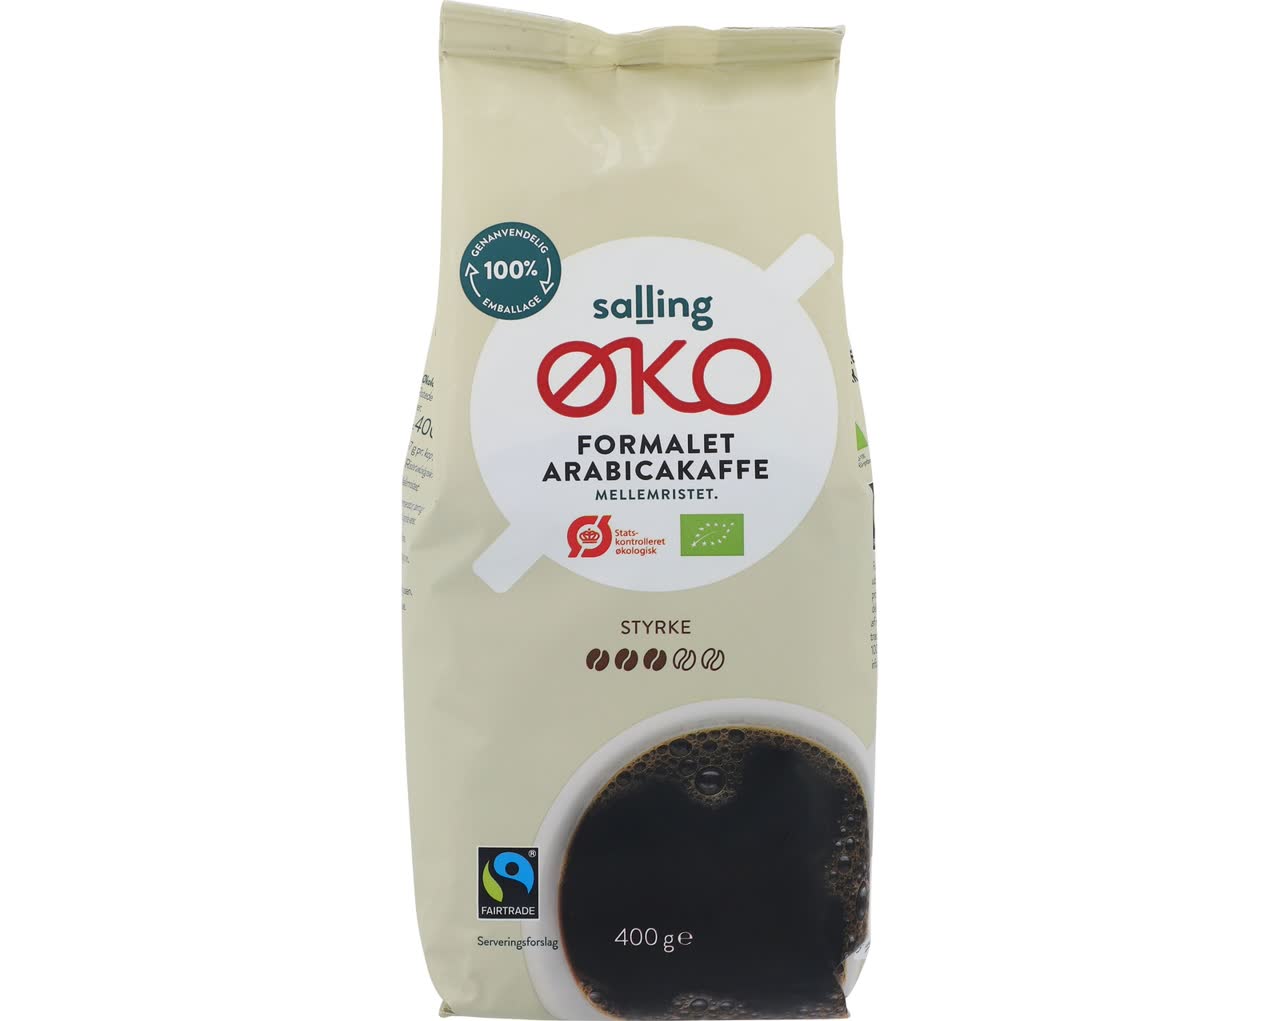 GENANVENDELIG
100%
EMBALLAGE
salling
ØKO
FORMALET
ARABICAKAFFE
MELLEMRISTET.
Stats-
kontrolleret
økologisk
STYRKE
FAIRTRADE
®
Serveringsforslag
400 g ℮